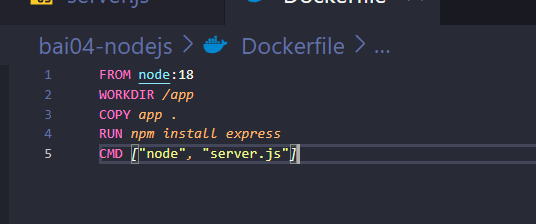 server.js
Dockerfile
bai04-nodejs > Dockerfile > ...
1 FROM node:18
2 WORKDIR /app
3 COPY app .
4 RUN npm install express
5 CMD ["node", "server.js"]